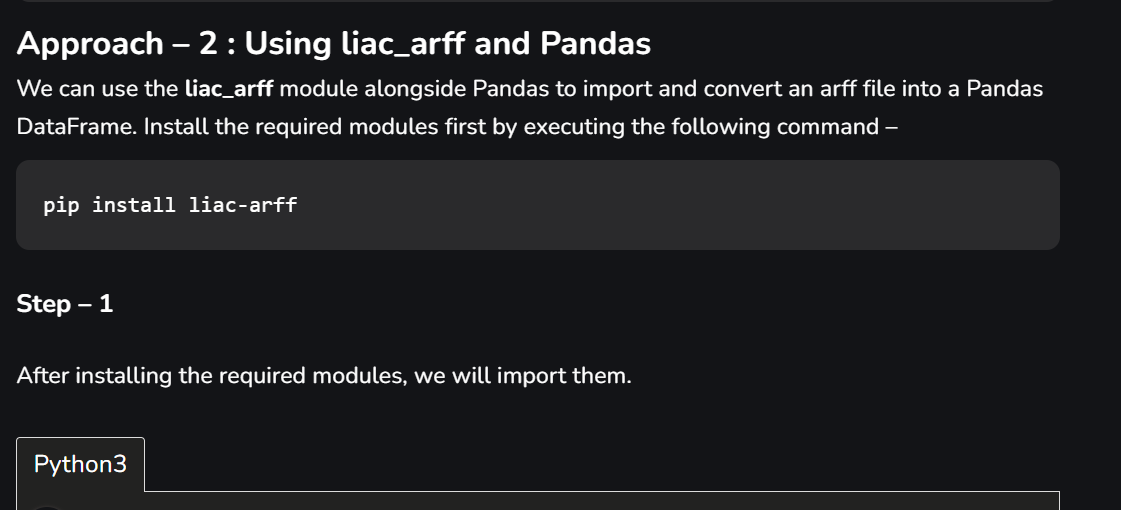 Approach – 2 : Using liac_arff and Pandas
We can use the liac_arff module alongside Pandas to import and convert an arff file into a Pandas
DataFrame. Install the required modules first by executing the following command –
pip install liac-arff
Step – 1
After installing the required modules, we will import them.
Python3